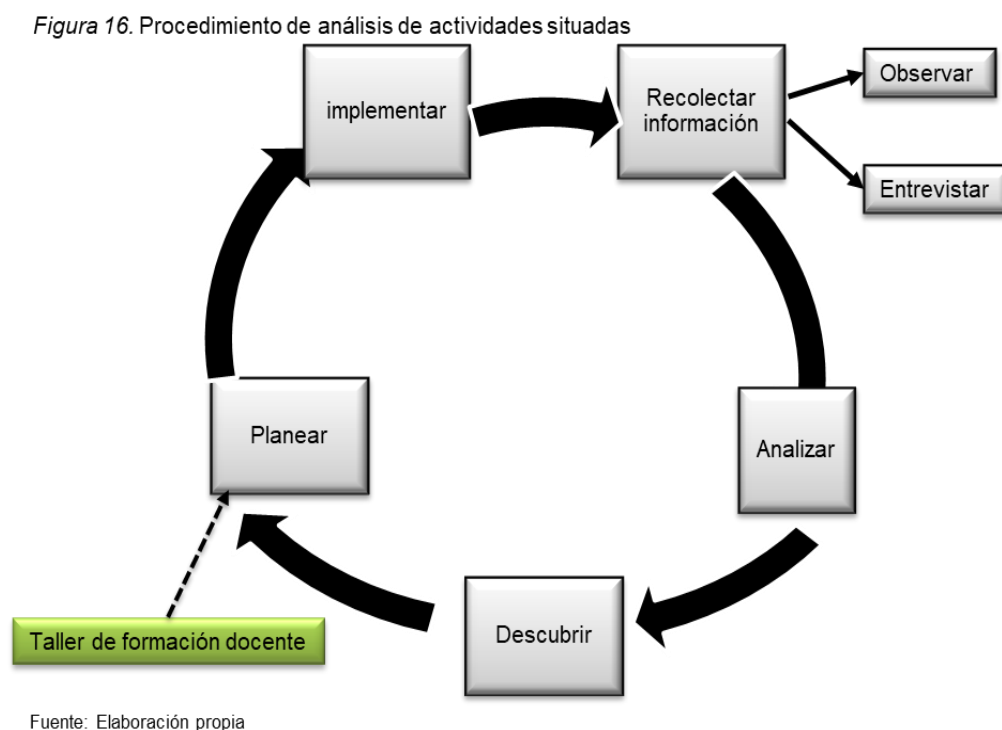 Figura 16. Procedimiento de análisis de actividades situadas
implementar
Recolectar
información
Observar
Entrevistar
Planear
Analizar
Descubrir
Taller de formación docente
Fuente: Elaboración propia